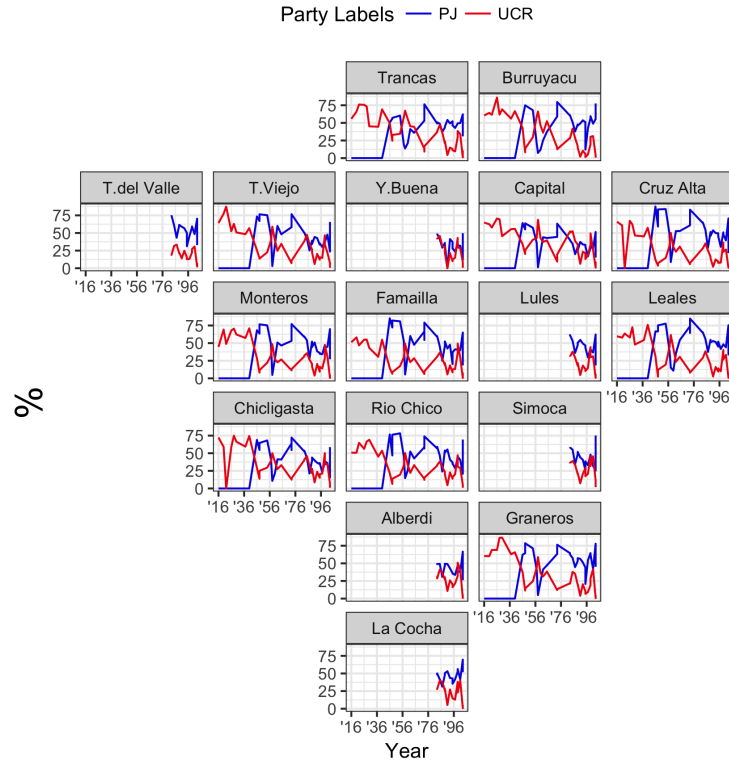 Party Labels PJ UCR
Trancas Burruyacu
75
50
25
0
T.del Valle T.Viejo Y.Buena Capital Cruz Alta
75
50
25
0
'16 '36 '56 '76 '96
Monteros Famailla Lules Leales
75
50
25
0
'16 '36 '56 '76 '96
%
Chicligasta Rio Chico Simoca
75
50
25
0
'16 '36 '56 '76 '96
Alberdi Graneros
75
50
25
0
'16 '36 '56 '76 '96
La Cocha
75
50
25
0
'16 '36 '56 '76 '96
Year